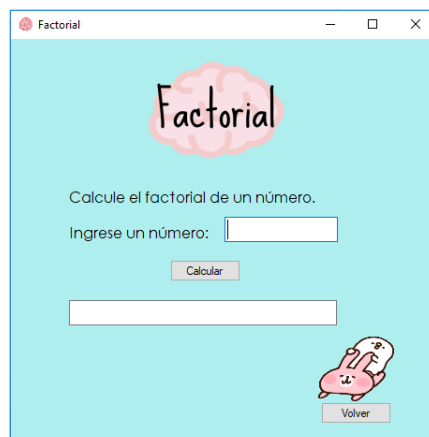 Factorial
Factorial
Calcule el factorial de un número.
Ingrese un número:
Calcular
Volver